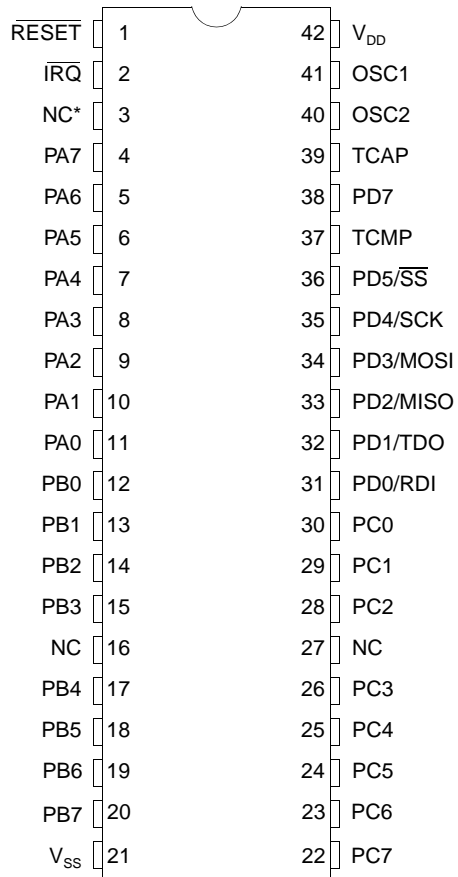 RESET 1 42 VDD
IRQ 2 41 OSC1
NC* 3 40 OSC2
PA7 4 39 TCAP
PA6 5 38 PD7
PA5 6 37 TCMP
PA4 7 36 PD5/SS
PA3 8 35 PD4/SCK
PA2 9 34 PD3/MOSI
PA1 10 33 PD2/MISO
PA0 11 32 PD1/TDO
PB0 12 31 PD0/RDI
PB1 13 30 PC0
PB2 14 29 PC1
PB3 15 28 PC2
NC 16 27 NC
PB4 17 26 PC3
PB5 18 25 PC4
PB6 19 24 PC5
PB7 20 23 PC6
VSS 21 22 PC7